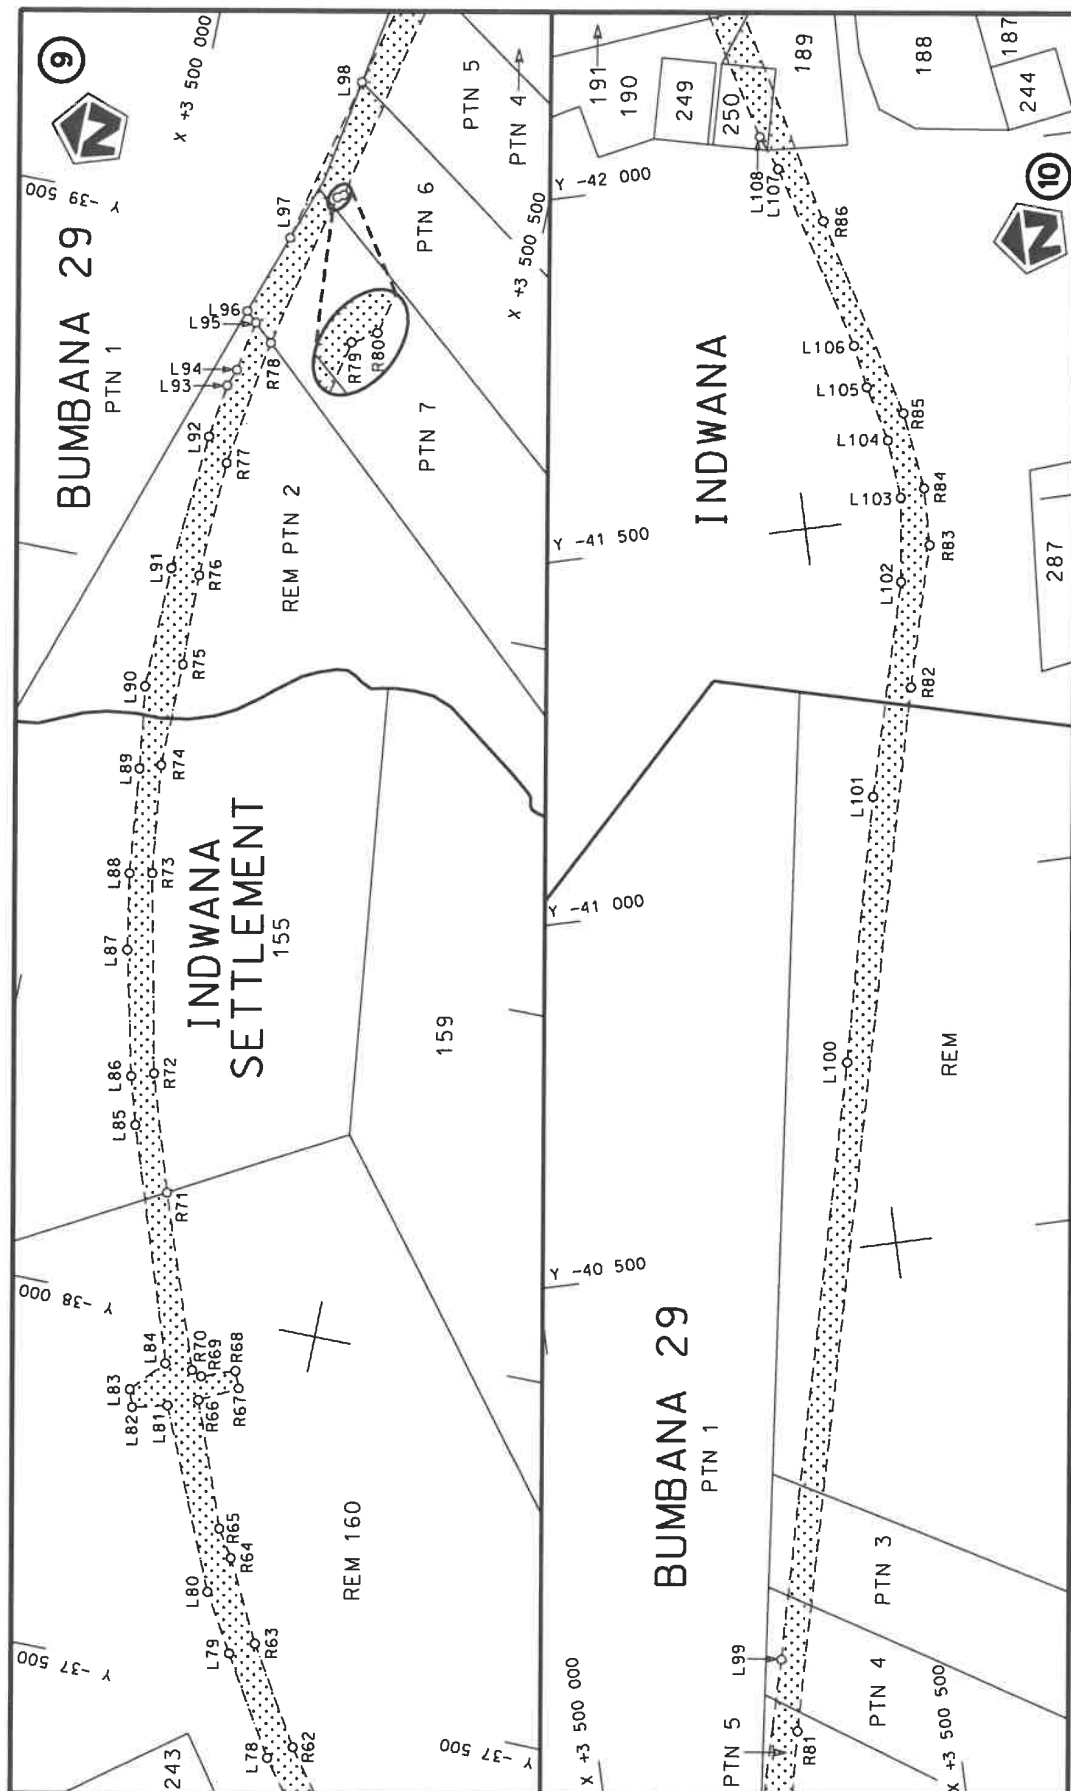 9
N
X +3 500 000
Y -39 500
BUMBANA 29
PTN 1
L98
L97
L96
L95
L94
L93
L92
L91
L90
L89
L88
L87
L86
L85
L84
L83
L82
L81
L80
L79
L78
R80
R79
R78
R77
R76
R75
R74
R73
R72
R71
R70
R69
R68
R67
R66
R65
R64
R63
R62
PTN 5
PTN 4
PTN 6
PTN 7
X +3 500 500
REM PTN 2
INDWANA
SETTLEMENT
155
159
Y -38 000
REM 160
Y -37 500
Y -37 500
243
10
N
191
190
249
250
189
188
187
244
Y -42 000
L108
L107
R86
L106
L105
L104
L103
L102
R85
R84
R83
R82
INDWANA
Y -41 500
287
L101
Y -41 000
L100
REM
Y -40 500
BUMBANA 29
PTN 1
PTN 3
PTN 4
PTN 5
L99
R81
X +3 500 000
X +3 500 500